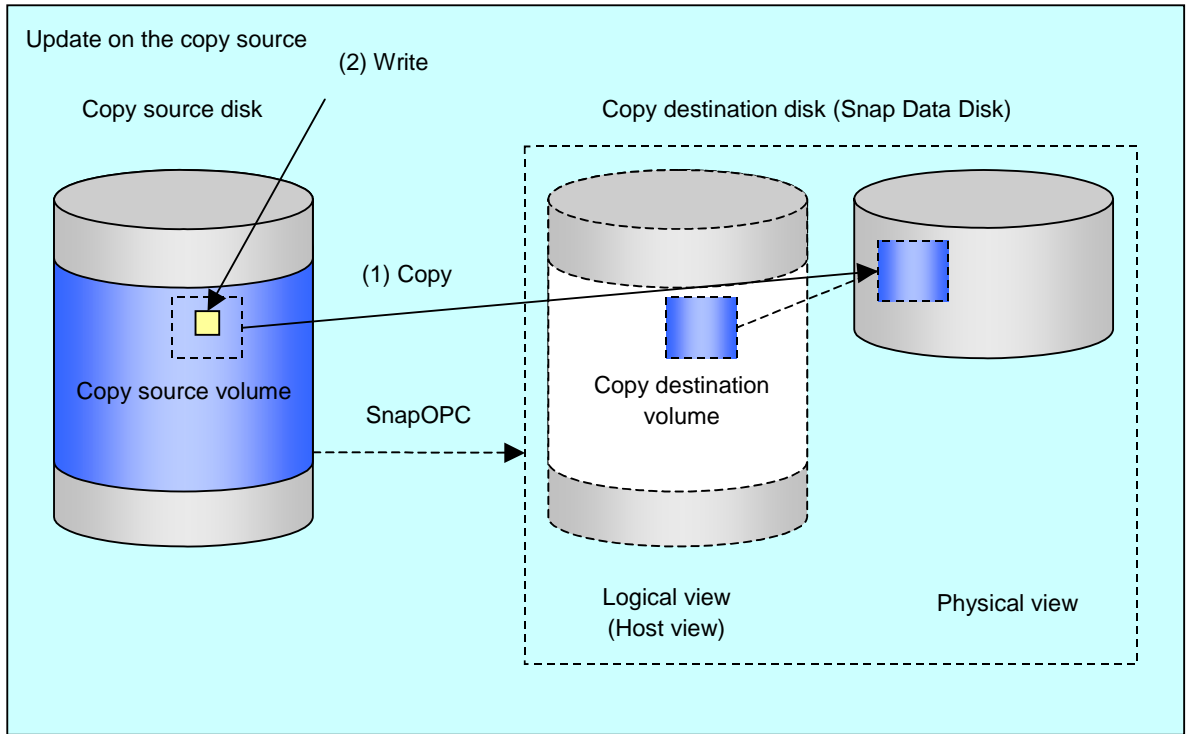 Update on the copy source
(2) Write
Copy source disk
Copy destination disk (Snap Data Disk)
(1) Copy
Copy source volume
Copy destination
volume
SnapOPC
Logical view
(Host view)
Physical view